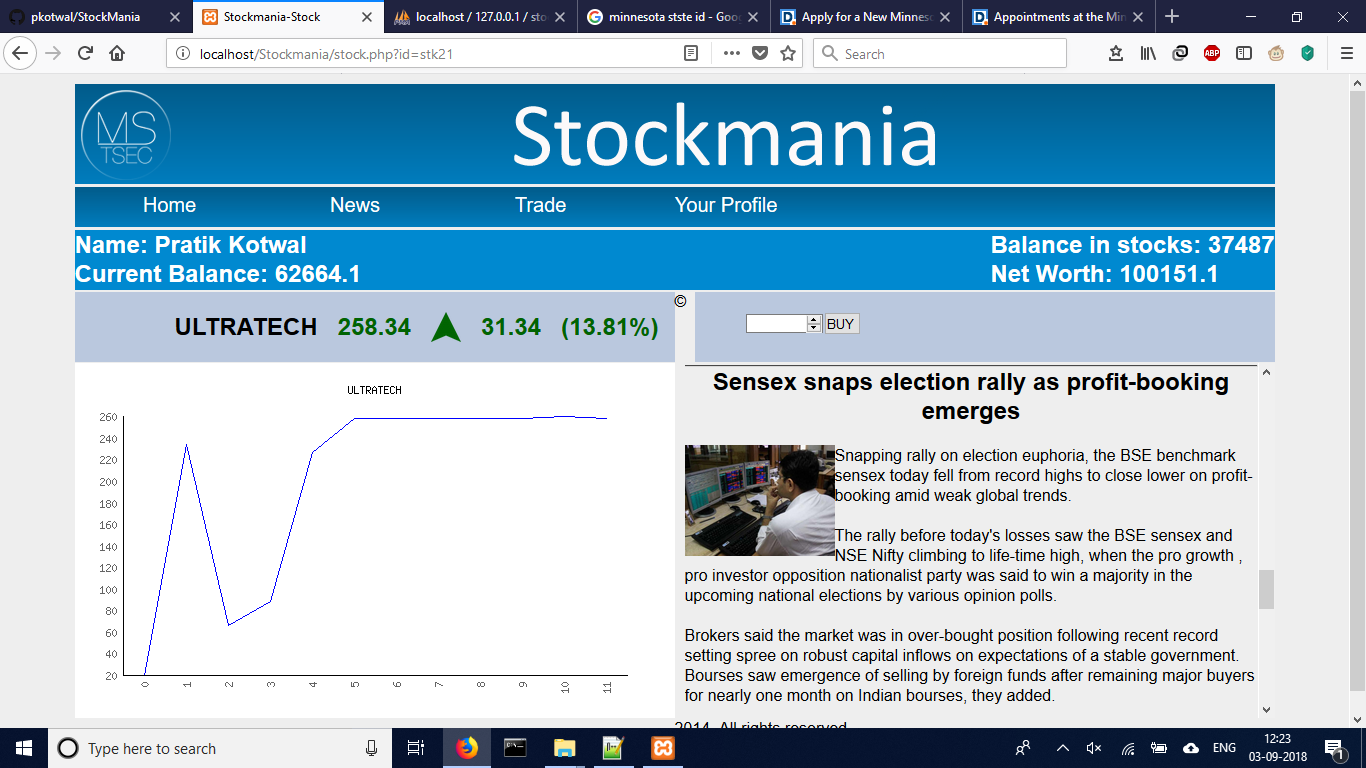 pkotwal/StockMania
Stockmania-Stock
localhost / 127.0.0.1 / sto
minnesota stste id - Goo
Apply for a New Minnes
Appointments at the Min
localhost/Stockmania/stock.php?id=stk21
Search
ABP
MS
TSEC
Stockmania
Home News Trade Your Profile
Name: Pratik Kotwal
Current Balance: 62664.1
Balance in stocks: 37487
Net Worth: 100151.1
ULTRATECH 258.34 31.34 (13.81%)
©
BUY
ULTRATECH
260
240
220
200
180
160
140
120
100
80
60
40
20
0 1 2 3 4 5 6 7 8 9 10 11
Sensex snaps election rally as profit-booking
emerges
Snapping rally on election euphoria, the BSE benchmark
sensex today fell from record highs to close lower on profit-
booking amid weak global trends.
The rally before today's losses saw the BSE sensex and
NSE Nifty climbing to life-time high, when the pro growth ,
pro investor opposition nationalist party was said to win a majority in the
upcoming national elections by various opinion polls.
Brokers said the market was in over-bought position following recent record
setting spree on robust capital inflows on expectations of a stable government.
Bourses saw emergence of selling by foreign funds after remaining major buyers
for nearly one month on Indian bourses, they added.
2014. All rights reserved
Type here to search
ENG
12:23
03-09-2018
1